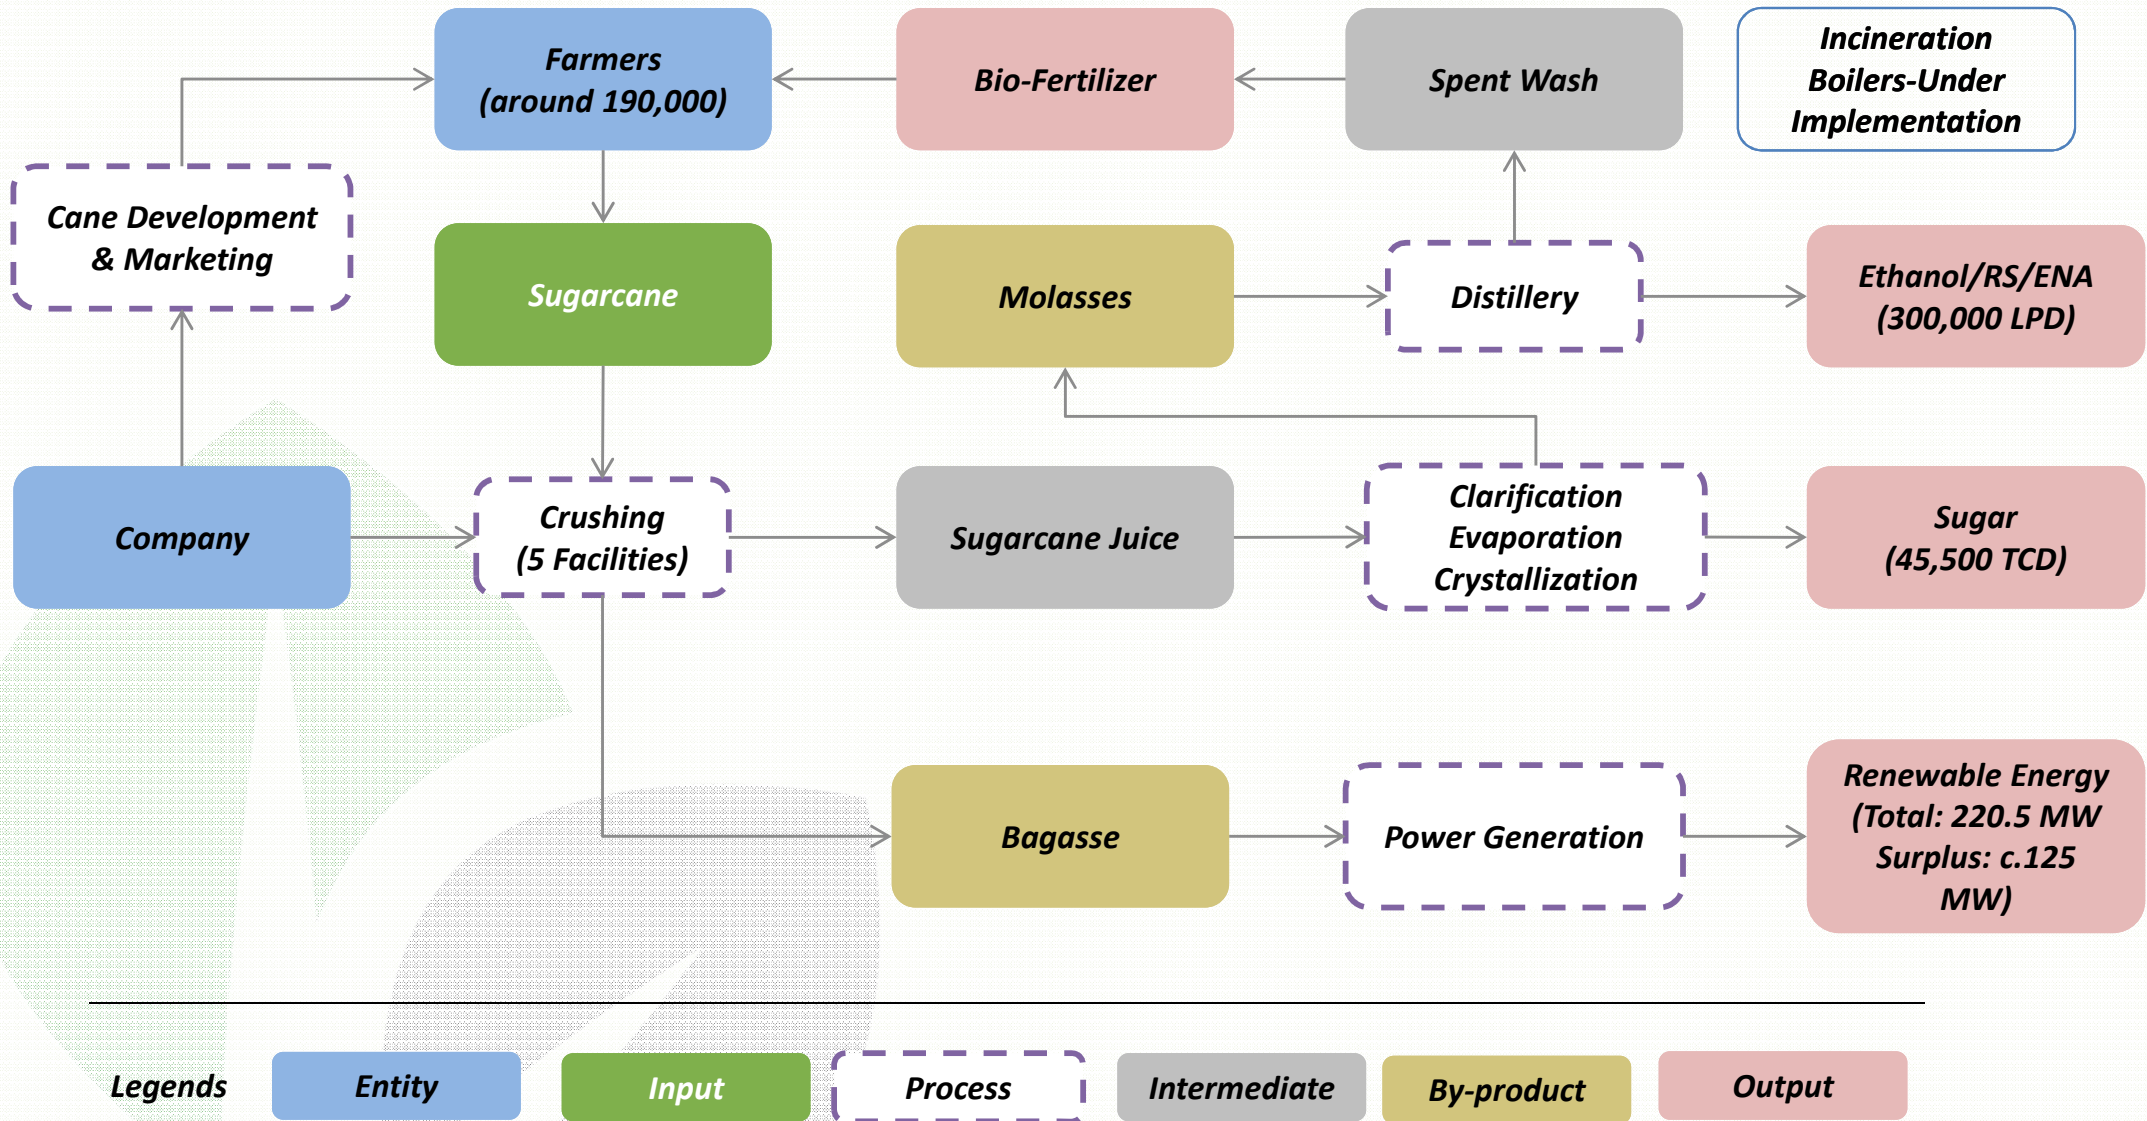 Farmers
(around 190,000)
Bio-Fertilizer
Spent Wash
Incineration
Boilers-Under
Implementation
Cane Development
& Marketing
Sugarcane
Molasses
Distillery
Ethanol/RS/ENA
(300,000 LPD)
Company
Crushing
(5 Facilities)
Sugarcane Juice
Clarification
Evaporation
Crystallization
Sugar
(45,500 TCD)
Bagasse
Power Generation
Renewable Energy
(Total: 220.5 MW
Surplus: c.125
MW)
Legends
Entity
Input
Process
Intermediate
By-product
Output